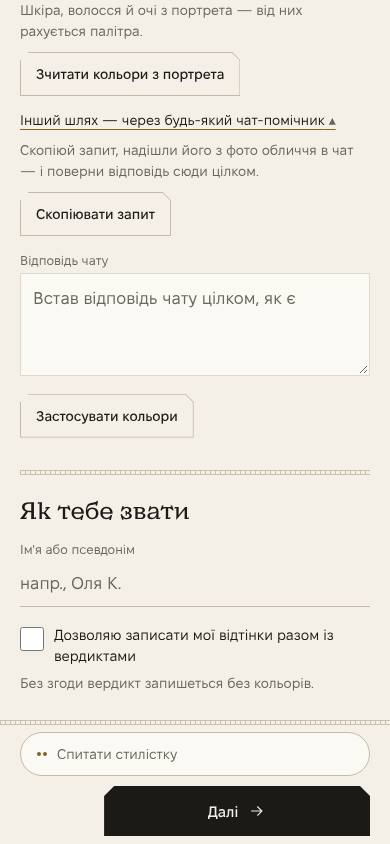 Шкіра, волосся й очі з портрета — від них
рахується палітра.
Зчитати кольори з портрета
Інший шлях — через будь-який чат-помічник ▴
Скопіюй запит, надішли його з фото обличчя в чат
— і поверни відповідь сюди цілком.
Скопіювати запит
Відповідь чату
Встав відповідь чату цілком, як є
Застосувати кольори
Як тебе звати
Ім'я або псевдонім
напр., Оля К.
Дозволяю записати мої відтінки разом із
вердиктами
Без згоди вердикт запишеться без кольорів.
Спитати стилістку
Далі →